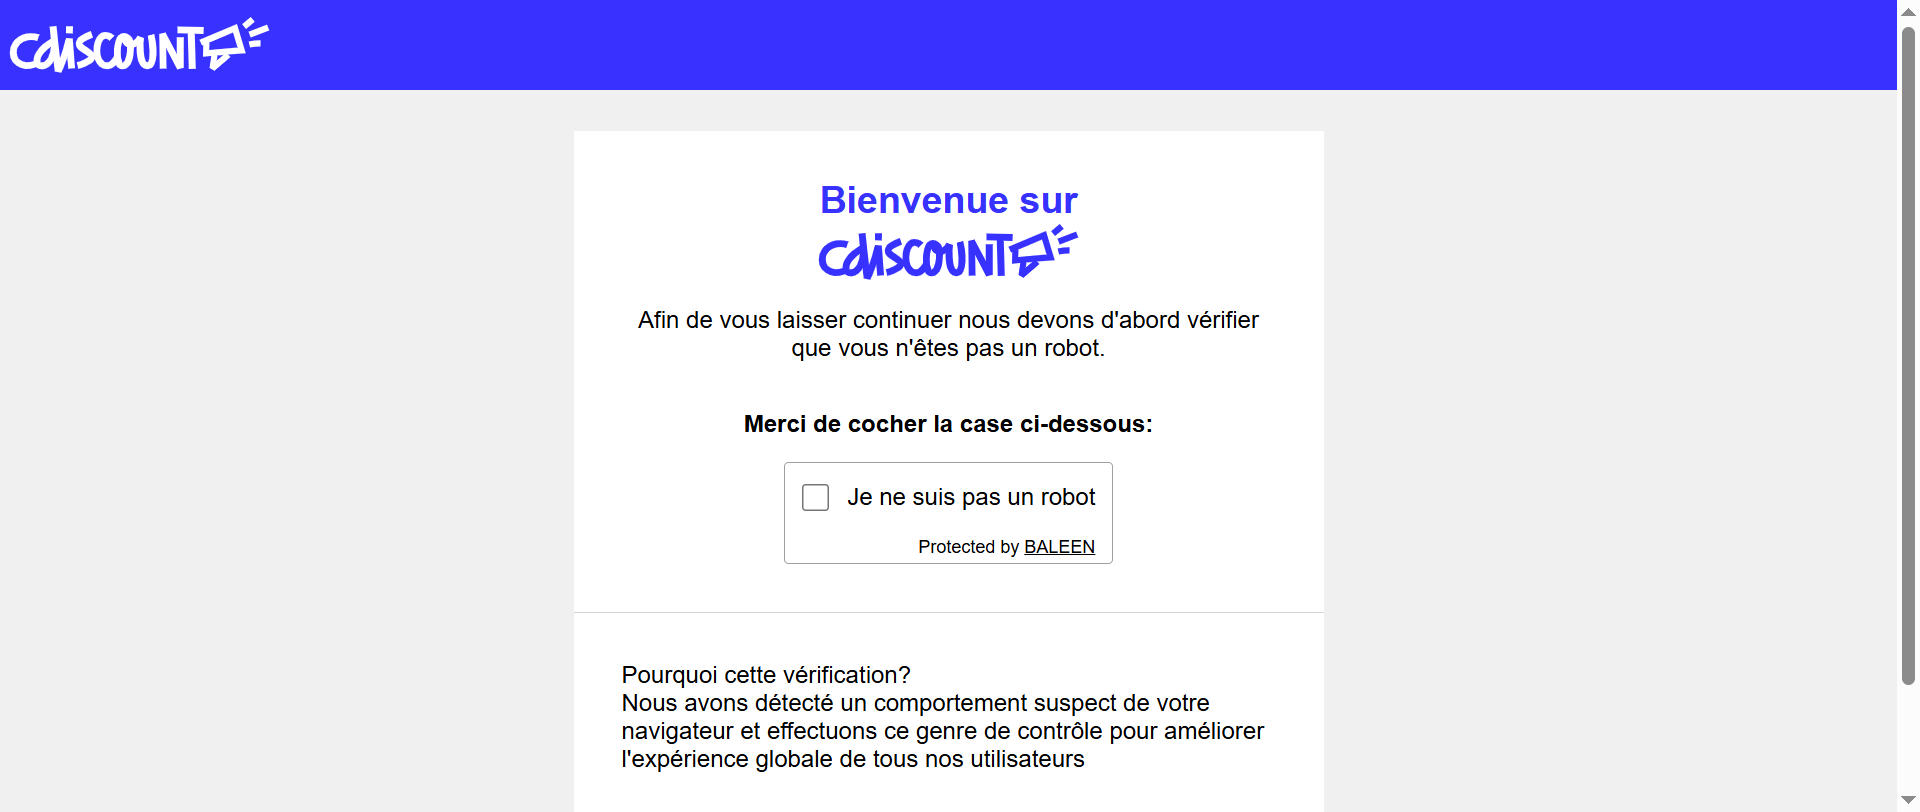 cdiscount
Bienvenue sur
cdiscount
Afin de vous laisser continuer nous devons d'abord vérifier
que vous n'êtes pas un robot.
Merci de cocher la case ci-dessous:
Je ne suis pas un robot
Protected by BALEEN
Pourquoi cette vérification?
Nous avons détecté un comportement suspect de votre
navigateur et effectuons ce genre de contrôle pour améliorer
l'expérience globale de tous nos utilisateurs